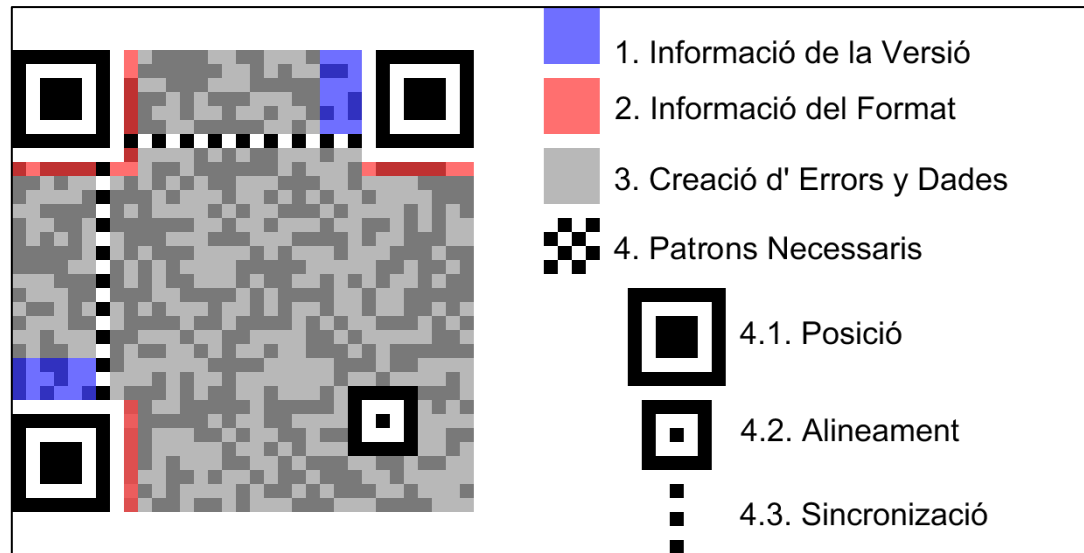 1. Informació de la Versió
2. Informació del Format
3. Creació d' Errors y Dades
4. Patrons Necessaris
4.1. Posició
4.2. Alineament
4.3. Sincronizació